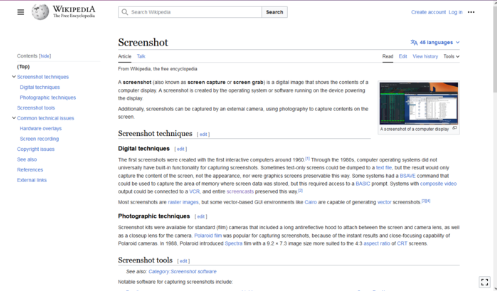 WIKIPEDIA
The Free Encyclopedia
Search Wikipedia
Search
Create account Log in
Contents [hide]
(Top)
Screenshot techniques
Digital techniques
Photographic techniques
Screenshot tools
Common technical issues
Hardware overlays
Screen recording
Copyright issues
See also
References
External links
Screenshot
48 languages
Article Talk
Read Edit View history Tools
From Wikipedia, the free encyclopedia
A screenshot (also known as screen capture or screen grab) is a digital image that shows the contents of a
computer display. A screenshot is created by the operating system or software running on the device powering
the display.
Additionally, screenshots can be captured by an external camera, using photography to capture contents on the
screen.
A screenshot of a computer display
Screenshot techniques [ edit ]
Digital techniques [ edit ]
The first screenshots were created with the first interactive computers around 1960.[1] Through the 1980s, computer operating systems did not
universally have built-in functionality for capturing screenshots. Sometimes text-only screens could be dumped to a text file, but the result would only
capture the content of the screen, not the appearance, nor were graphics screens preservable this way. Some systems had a BSAVE command that
could be used to capture the area of memory where screen data was stored, but this required access to a BASIC prompt. Systems with composite video
output could be connected to a VCR, and entire screencasts preserved this way.[2]
Most screenshots are raster images, but some vector-based GUI environments like Cairo are capable of generating vector screenshots.[3][4]
Photographic techniques [ edit ]
Screenshot kits were available for standard (film) cameras that included a long antireflective hood to attach between the screen and camera lens, as well
as a closeup lens for the camera. Polaroid film was popular for capturing screenshots, because of the instant results and close-focusing capability of
Polaroid cameras. In 1986, Polaroid introduced Spectra film with a 9.2 × 7.3 image size more suited to the 4:3 aspect ratio of CRT screens.
Screenshot tools [ edit ]
See also: Category:Screenshot software
Notable software for capturing screenshots include: